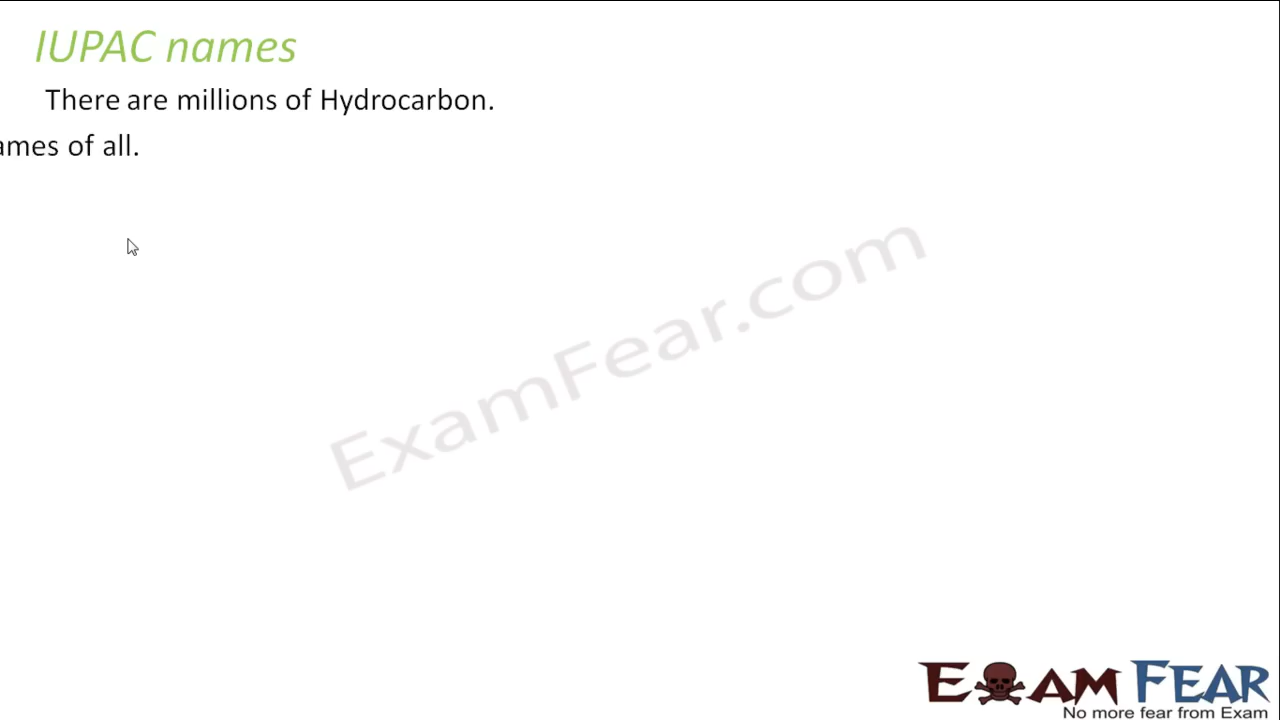 IUPAC names
There are millions of Hydrocarbon.
ames of all.
ExamFear.com
EXAM FEAR
No more fear from Exam